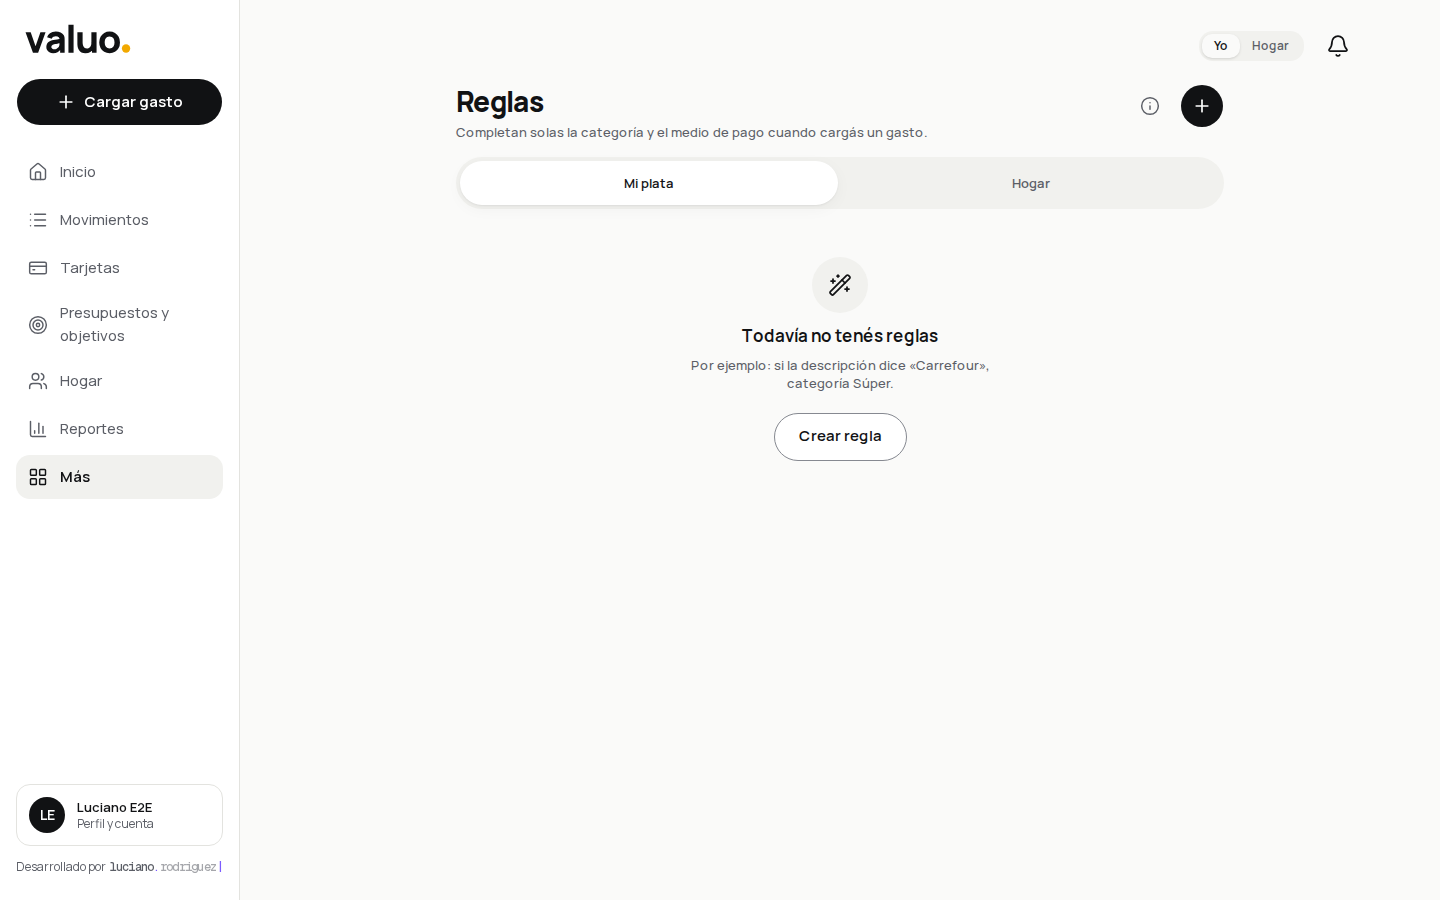 valuo.
Cargar gasto
Inicio
Movimientos
Tarjetas
Presupuestos y
objetivos
Hogar
Reportes
Más
Luciano E2E
LE
Perfil y cuenta
Desarrollado por luciano.rodriguez|
Yo
Hogar
Reglas
Completan solas la categoría y el medio de pago cuando cargás un gasto.
Mi plata
Hogar
Todavía no tenés reglas
Por ejemplo: si la descripción dice «Carrefour»,
categoría Súper.
Crear regla